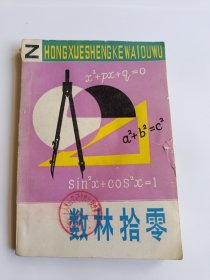 ZHONGXUESHENGKEWAIDUWU
x²+px+q=0
a²+b²=c²
sin²x+cos²x=1
数林拾零